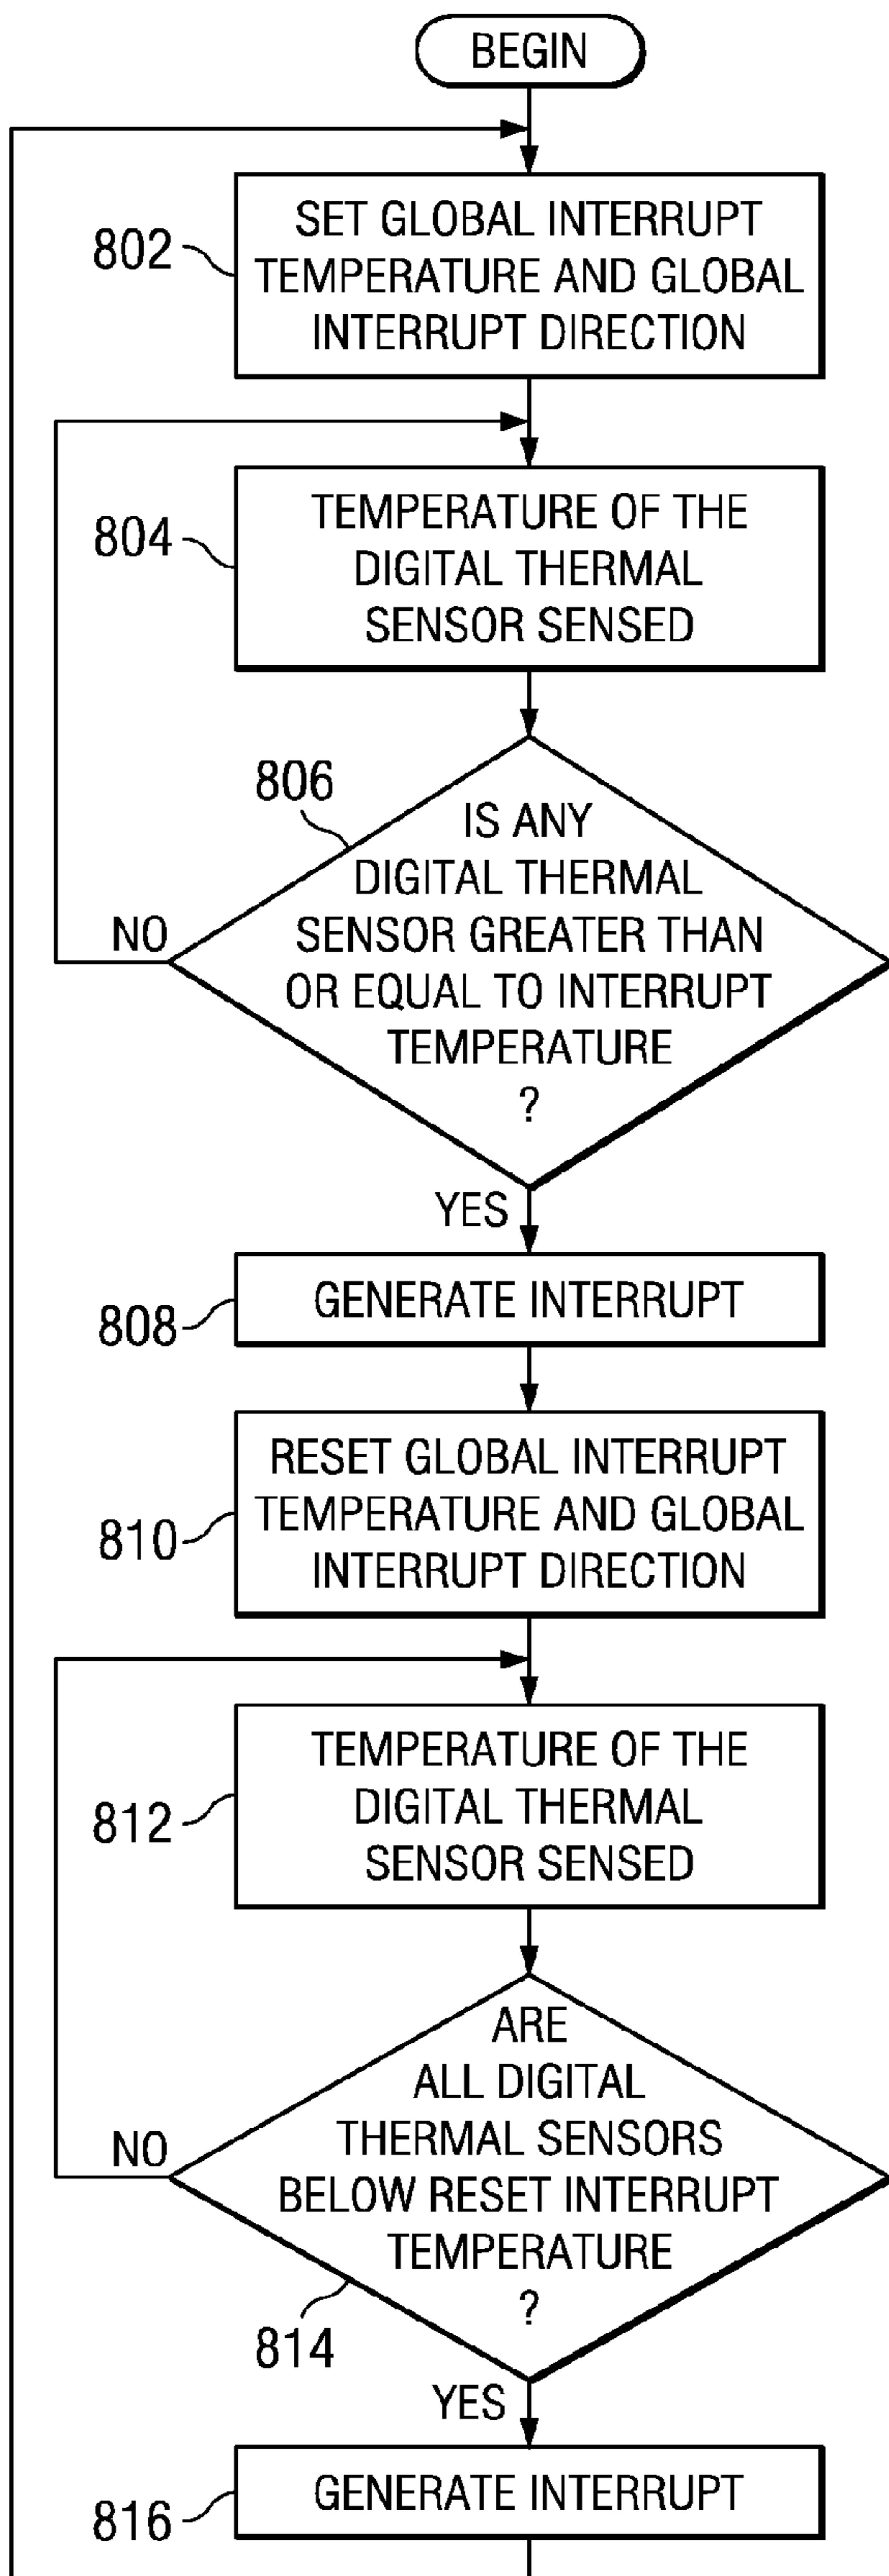 BEGIN
802
SET GLOBAL INTERRUPT
TEMPERATURE AND GLOBAL
INTERRUPT DIRECTION
804
TEMPERATURE OF THE
DIGITAL THERMAL
SENSOR SENSED
806
IS ANY
DIGITAL THERMAL
SENSOR GREATER THAN
OR EQUAL TO INTERRUPT
TEMPERATURE
?
NO
YES
808
GENERATE INTERRUPT
810
RESET GLOBAL INTERRUPT
TEMPERATURE AND GLOBAL
INTERRUPT DIRECTION
812
TEMPERATURE OF THE
DIGITAL THERMAL
SENSOR SENSED
ARE
ALL DIGITAL
THERMAL SENSORS
BELOW RESET INTERRUPT
TEMPERATURE
?
NO
814
YES
816
GENERATE INTERRUPT